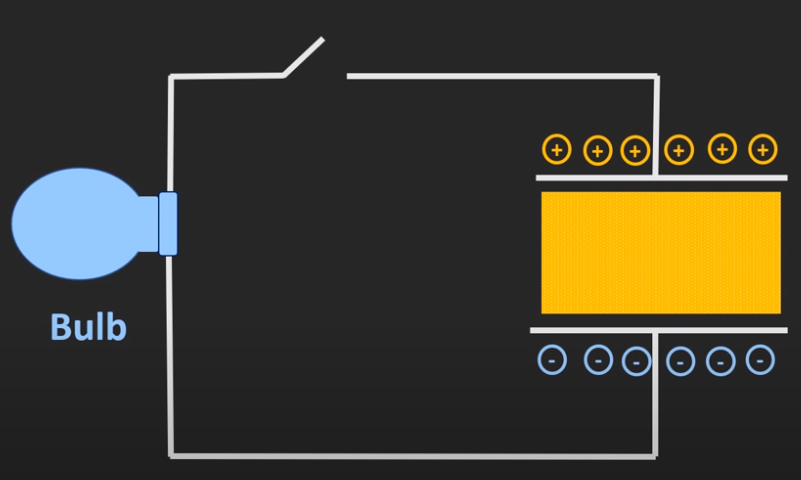 + + + + + +
Bulb
- - - - - -